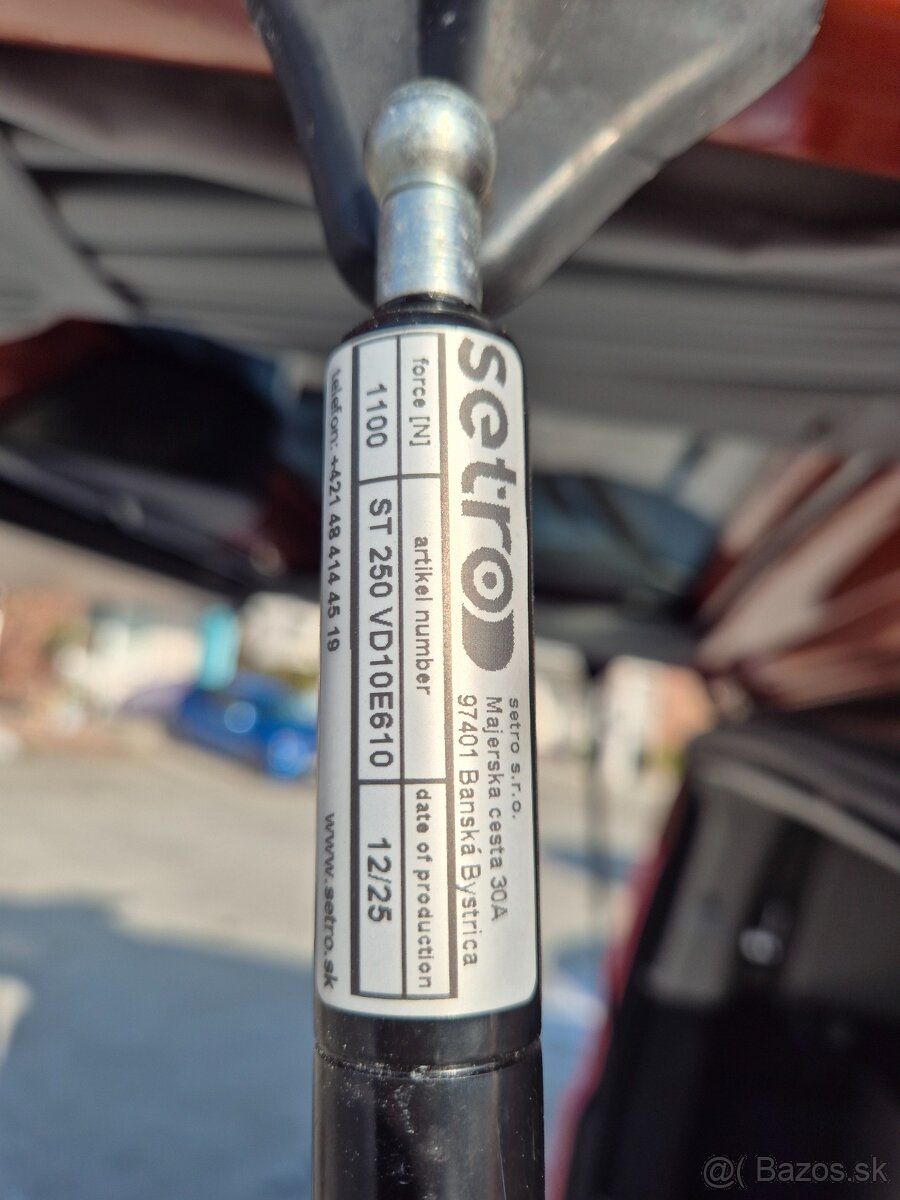 setro
setro s.r.o.
Majerska cesta 30A
97401 Banská Bystrica
force [N] artikel number date of production
1100 ST 250 VD10E610 12/25
telefon: +421 48 414 45 19 www.setro.sk
@( Bazos.sk